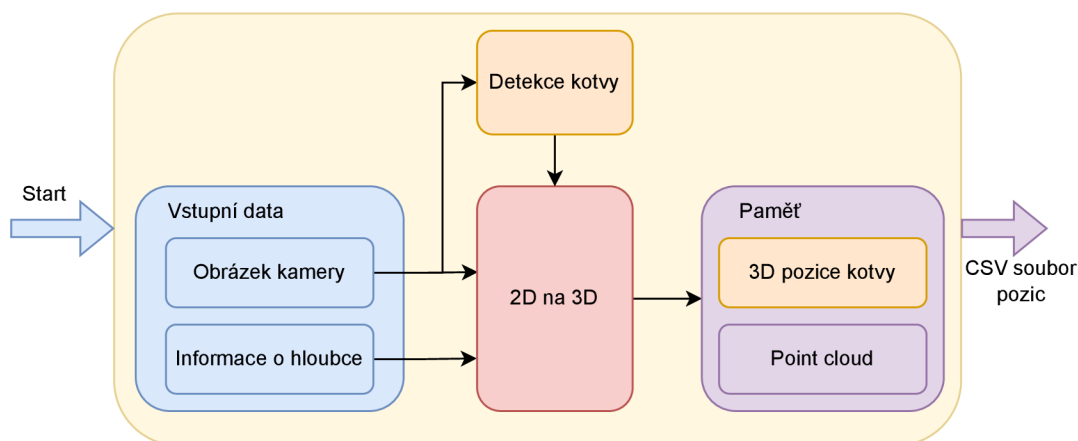 Start
Detekce kotvy
Vstupní data
Obrázek kamery
Informace o hloubce
2D na 3D
Paměť
3D pozice kotvy
Point cloud
CSV soubor
pozic